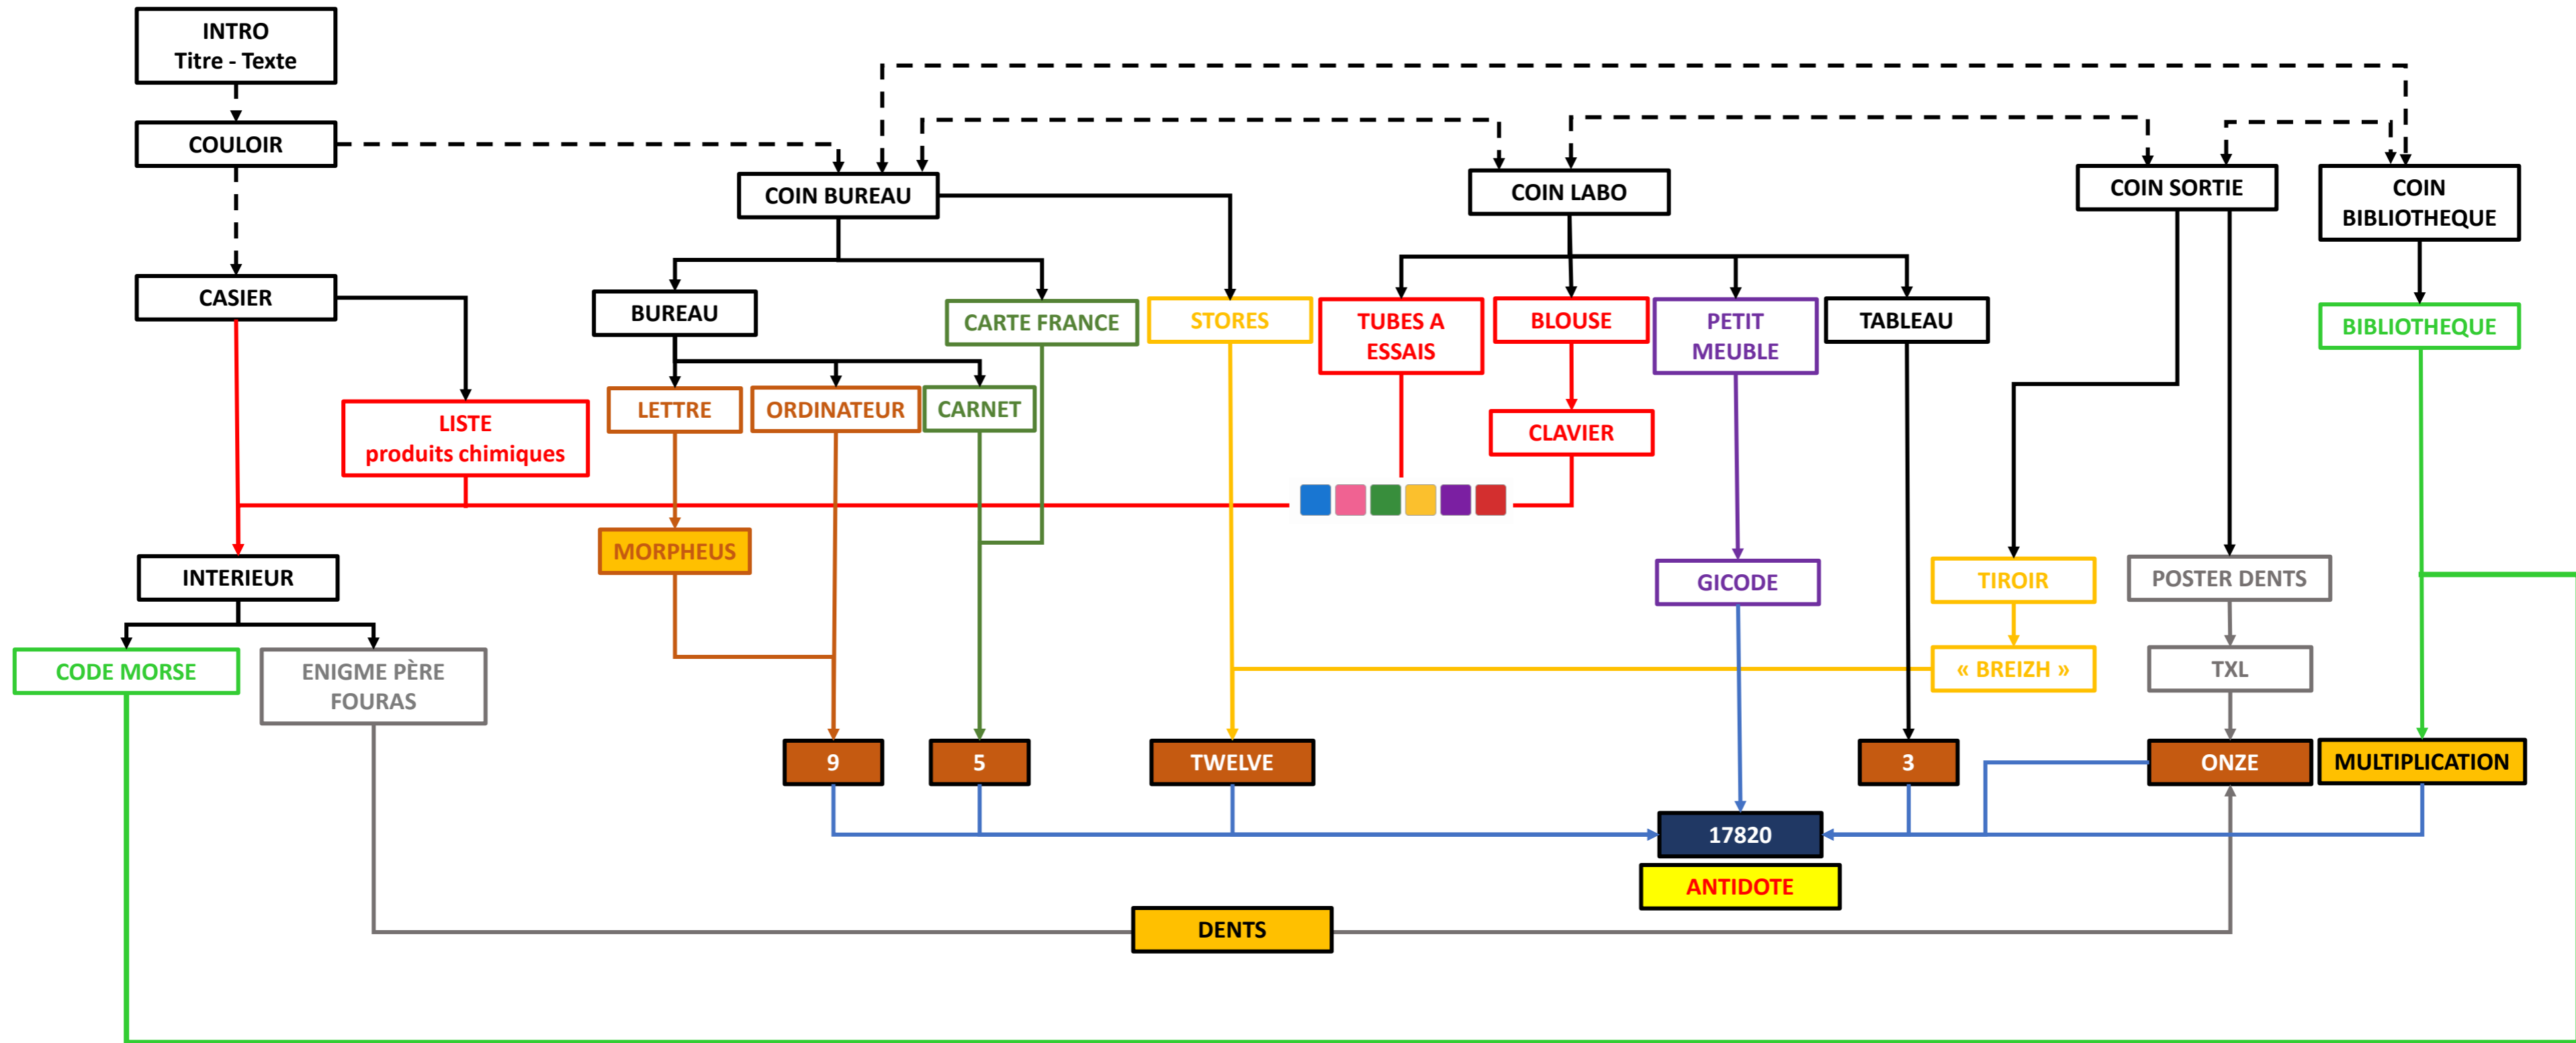 INTRO
Titre - Texte
COULOIR
COIN BUREAU
COIN LABO
COIN SORTIE
COIN
BIBLIOTHEQUE
CASIER
BUREAU
CARTE FRANCE
STORES
TUBES A
ESSAIS
BLOUSE
PETIT
MEUBLE
TABLEAU
BIBLIOTHEQUE
LISTE
produits chimiques
LETTRE
ORDINATEUR
CARNET
CLAVIER
MORPHEUS
INTERIEUR
GICODE
TIROIR
POSTER DENTS
CODE MORSE
ENIGME PÈRE
FOURAS
« BREIZH »
TXL
9
5
TWELVE
3
ONZE
MULTIPLICATION
17820
ANTIDOTE
DENTS